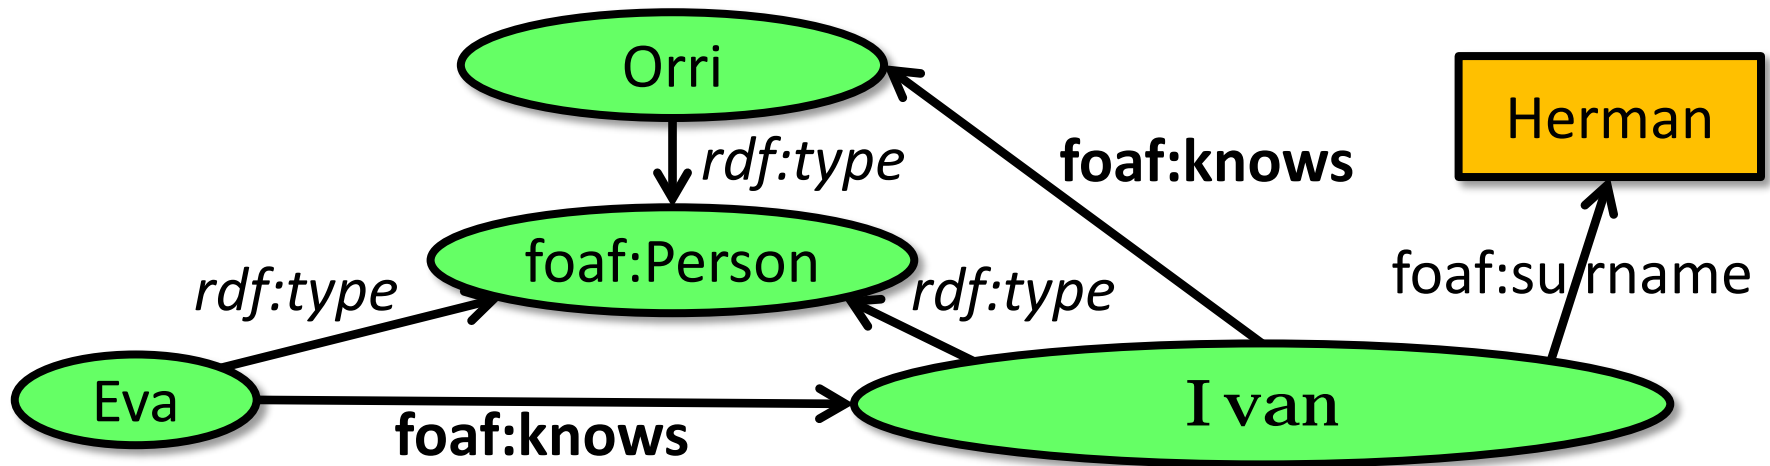 Orri
Herman
rdf:type
foaf:knows
foaf:Person
rdf:type
rdf:type
foaf:surname
Eva
Ivan
foaf:knows